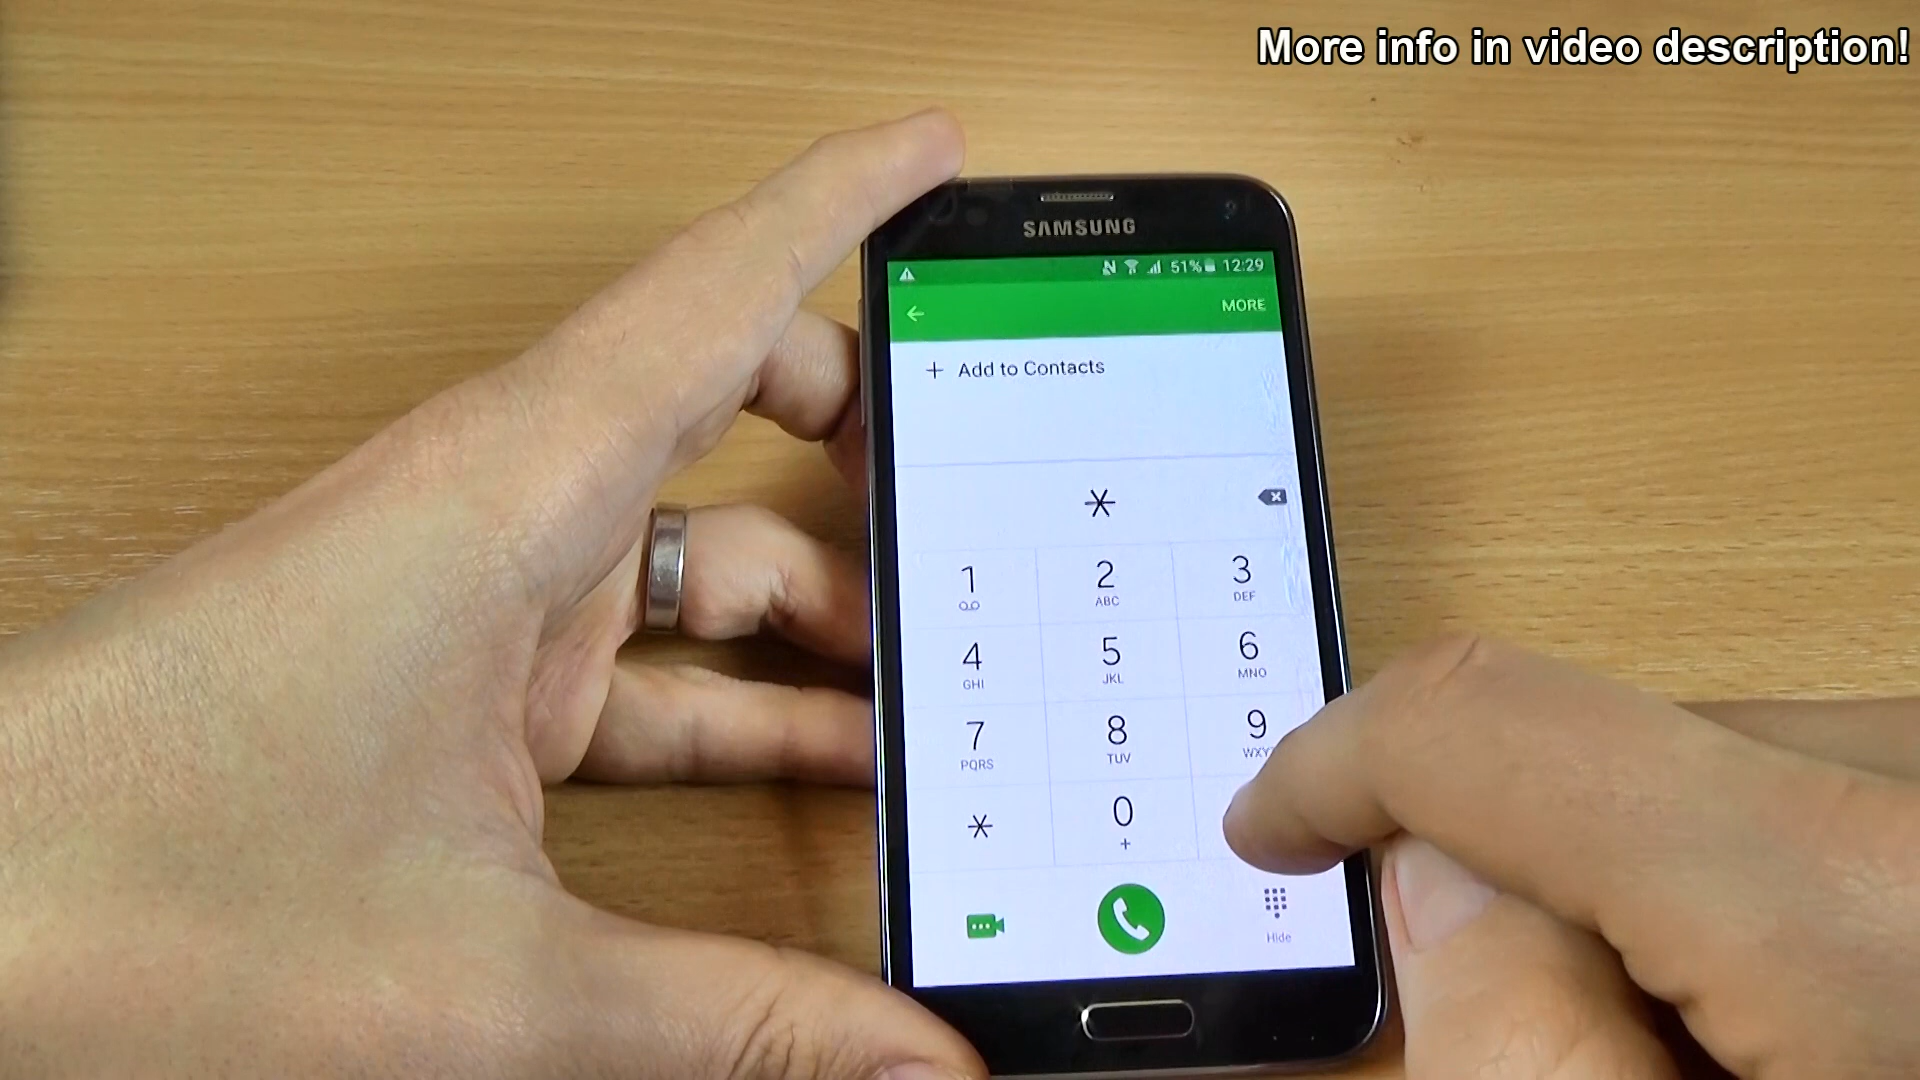 More info in video description!
SAMSUNG
51% 12:29
MORE
+ Add to Contacts
*
1 2 3
ABC DEF
4 5 6
GHI JKL MNO
7 8 9
PQRS TUV WXYZ
* 0
+
Hide